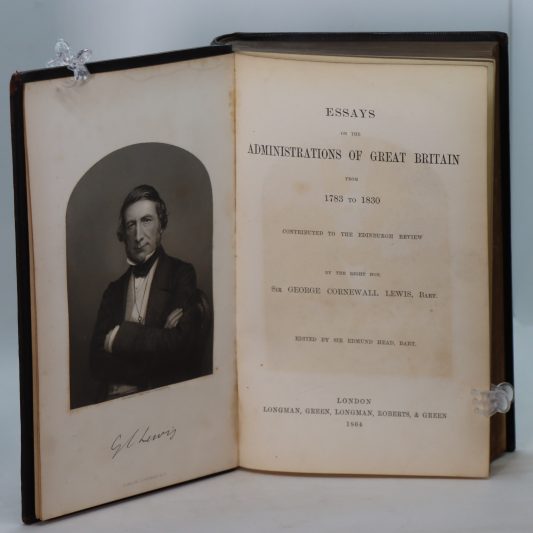 G C Lewis
ESSAYS
ON THE
ADMINISTRATIONS OF GREAT BRITAIN
FROM
1783 TO 1830
CONTRIBUTED TO THE EDINBURGH REVIEW
BY THE RIGHT HON.
SIR GEORGE CORNEWALL LEWIS, BART.
EDITED BY SIR EDMUND HEAD, BART.
LONDON
LONGMAN, GREEN, LONGMAN, ROBERTS, & GREEN
1864